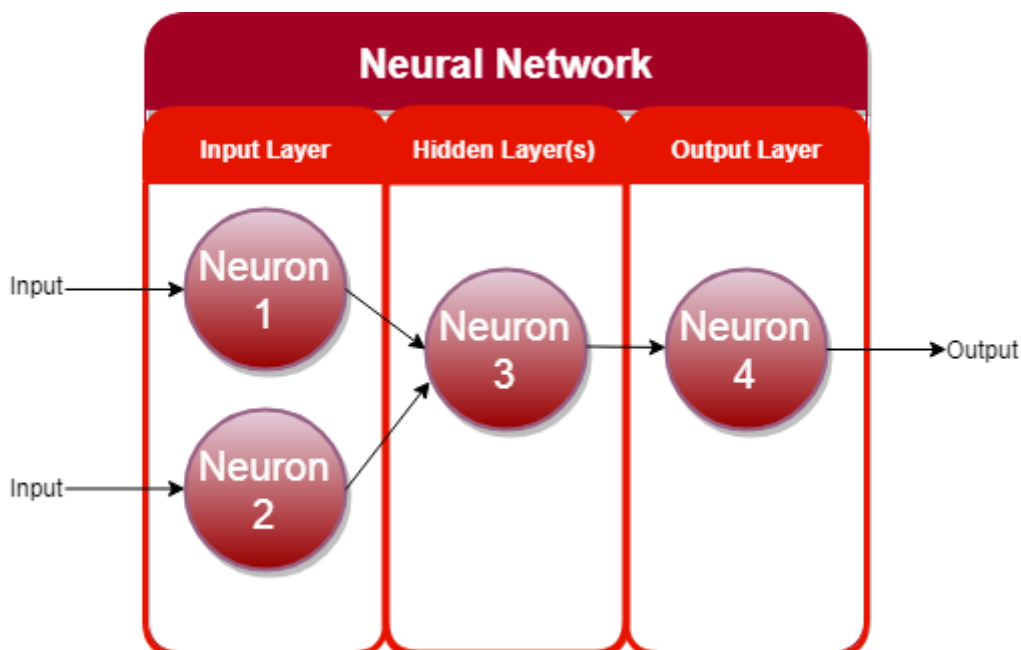 Neural Network
Input Layer
Hidden Layer(s)
Output Layer
Input
Neuron
1
Input
Neuron
2
Neuron
3
Neuron
4
Output